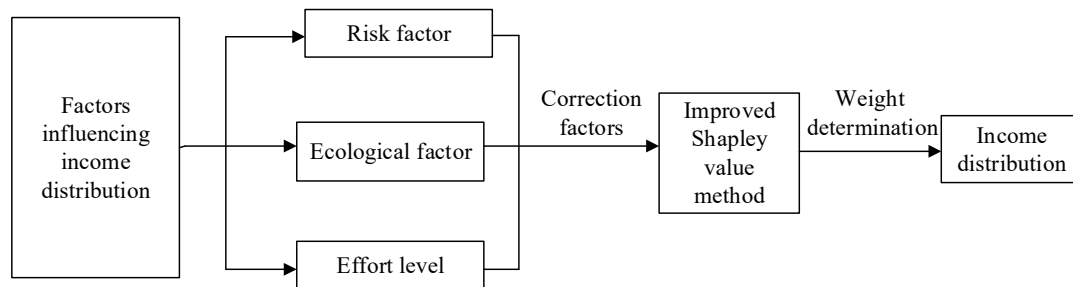 Factors
influencing
income
distribution
Risk factor
Ecological factor
Effort level
Correction
factors
Improved
Shapley
value
method
Weight
determination
Income
distribution